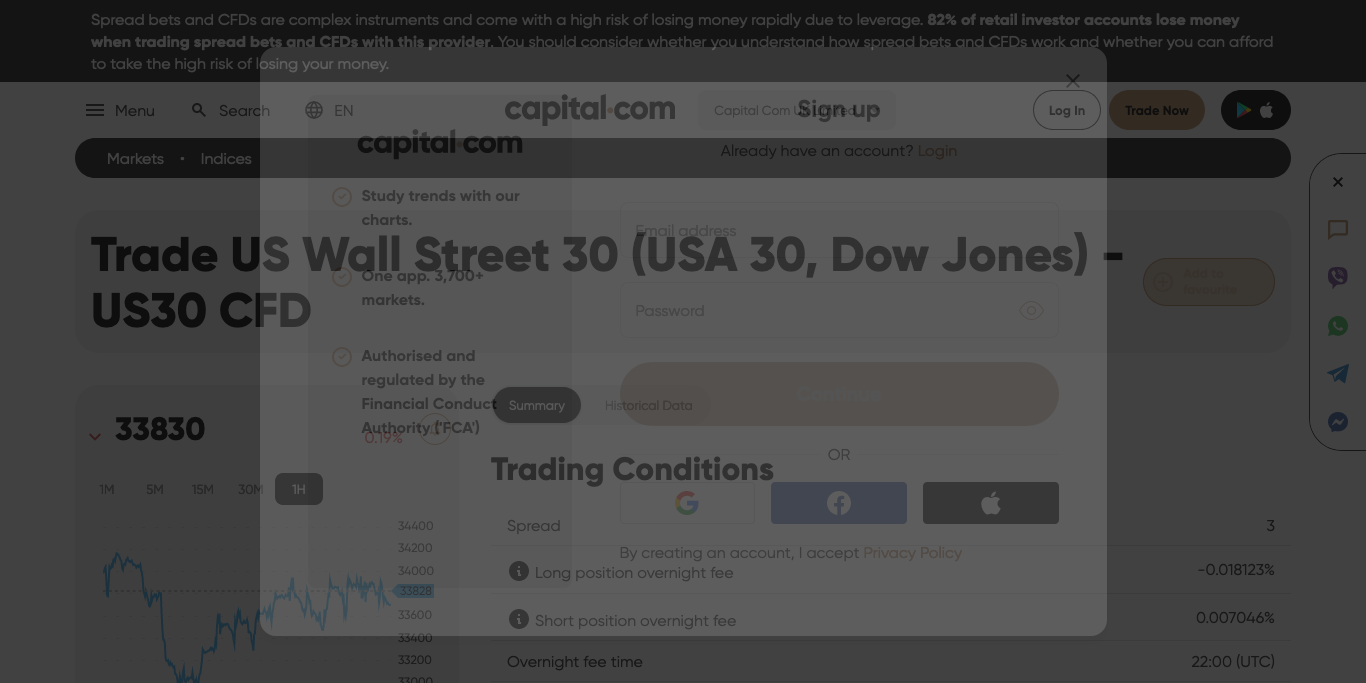 Spread bets and CFDs are complex instruments and come with a high risk of losing money rapidly due to leverage. 82% of retail investor accounts lose money
when trading spread bets and CFDs with this provider. You should consider whether you understand how spread bets and CFDs work and whether you can afford
to take the high risk of losing your money.
Menu
Search
EN
capital.com
Capital Com UK Limited
Log In
Trade Now
Markets • Indices
Trade US Wall Street 30 (USA 30, Dow Jones) -
US30 CFD
Add to
favourite
33830
0.19%
1M 5M 15M 30M 1H
34400
34200
34000
33828
33600
33400
33200
33000
Summary
Historical Data
Trading Conditions
Spread 3
Long position overnight fee -0.018123%
Short position overnight fee 0.007046%
Overnight fee time 22:00 (UTC)
capital.com
Study trends with our
charts.
One app. 3,700+
markets.
Authorised and
regulated by the
Financial Conduct
Authority ('FCA')
Sign up
Already have an account? Login
Email address
Password
Continue
OR
By creating an account, I accept Privacy Policy